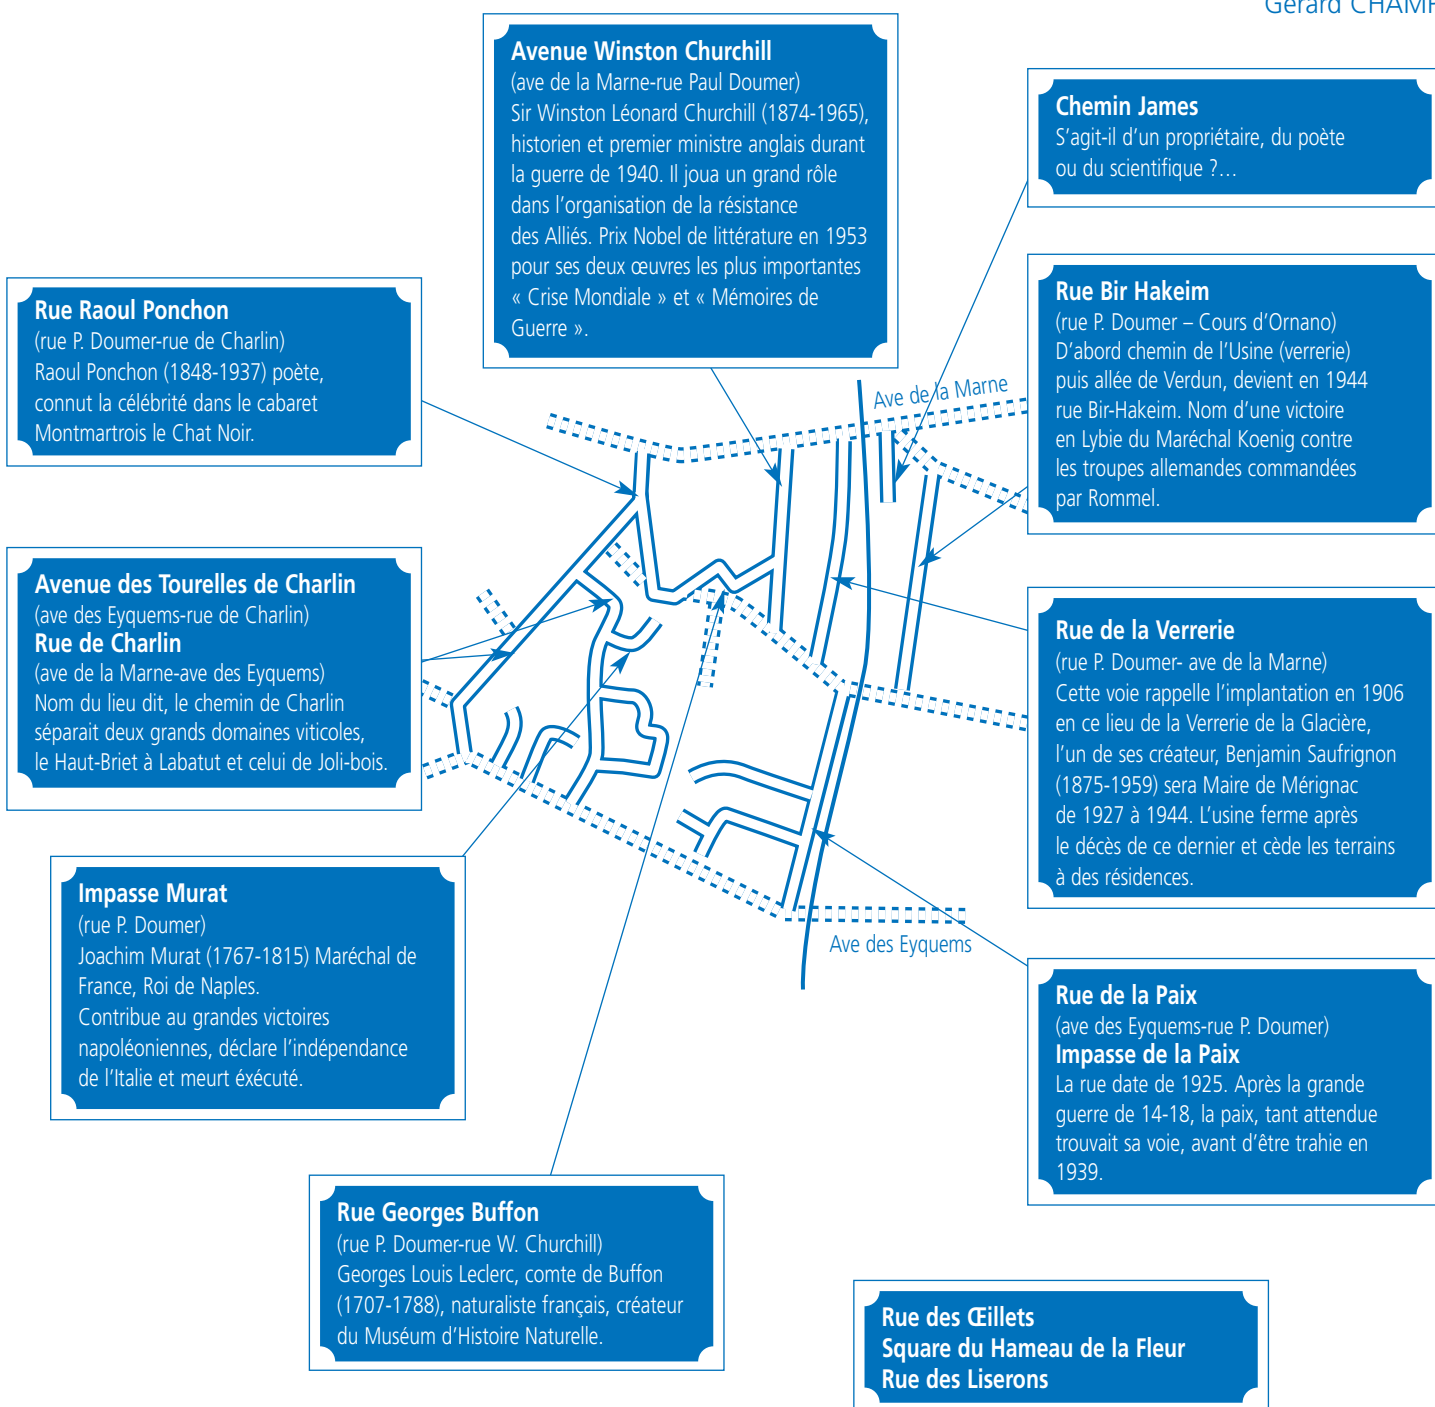 Gérard CHAMP
Avenue Winston Churchill
(ave de la Marne-rue Paul Doumer)
Sir Winston Léonard Churchill (1874-1965),
historien et premier ministre anglais durant
la guerre de 1940. Il joua un grand rôle
dans l'organisation de la résistance
des Alliés. Prix Nobel de littérature en 1953
pour ses deux œuvres les plus importantes
« Crise Mondiale » et « Mémoires de
Guerre ».
Chemin James
S'agit-il d'un propriétaire, du poète
ou du scientifique ?…
Rue Raoul Ponchon
(rue P. Doumer-rue de Charlin)
Raoul Ponchon (1848-1937) poète,
connut la célébrité dans le cabaret
Montmartrois le Chat Noir.
Rue Bir Hakeim
(rue P. Doumer – Cours d'Ornano)
D'abord chemin de l'Usine (verrerie)
puis allée de Verdun, devient en 1944
rue Bir-Hakeim. Nom d'une victoire
en Lybie du Maréchal Koenig contre
les troupes allemandes commandées
par Rommel.
Ave de la Marne
Avenue des Tourelles de Charlin
(ave des Eyquems-rue de Charlin)
Rue de Charlin
(ave de la Marne-ave des Eyquems)
Nom du lieu dit, le chemin de Charlin
séparait deux grands domaines viticoles,
le Haut-Briet à Labatut et celui de Joli-bois.
Rue de la Verrerie
(rue P. Doumer- ave de la Marne)
Cette voie rappelle l'implantation en 1906
en ce lieu de la Verrerie de la Glacière,
l'un de ses créateur, Benjamin Saufrignon
(1875-1959) sera Maire de Mérignac
de 1927 à 1944. L'usine ferme après
le décès de ce dernier et cède les terrains
à des résidences.
Impasse Murat
(rue P. Doumer)
Joachim Murat (1767-1815) Maréchal de
France, Roi de Naples.
Contribue au grandes victoires
napoléoniennes, déclare l'indépendance
de l'Italie et meurt éxécuté.
Ave des Eyquems
Rue de la Paix
(ave des Eyquems-rue P. Doumer)
Impasse de la Paix
La rue date de 1925. Après la grande
guerre de 14-18, la paix, tant attendue
trouvait sa voie, avant d'être trahie en
1939.
Rue Georges Buffon
(rue P. Doumer-rue W. Churchill)
Georges Louis Leclerc, comte de Buffon
(1707-1788), naturaliste français, créateur
du Muséum d'Histoire Naturelle.
Rue des Œillets
Square du Hameau de la Fleur
Rue des Liserons